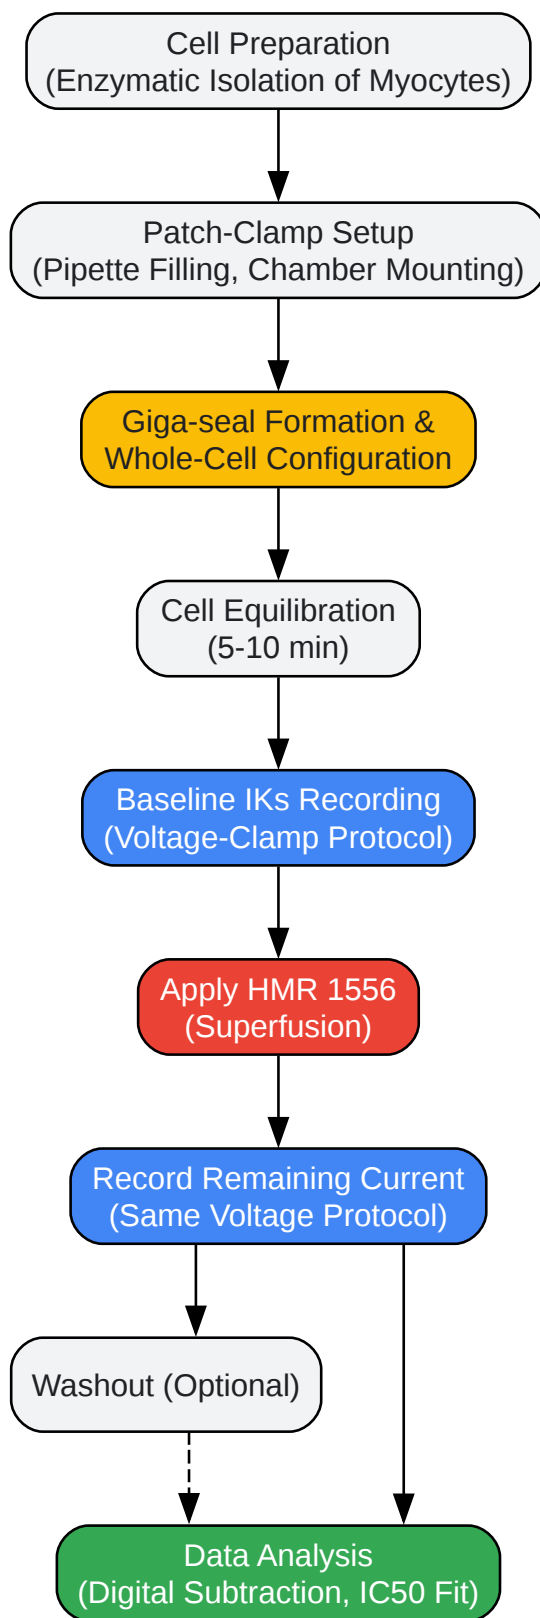 Cell Preparation
(Enzymatic Isolation of Myocytes)
Patch-Clamp Setup
(Pipette Filling, Chamber Mounting)
Giga-seal Formation &
Whole-Cell Configuration
Cell Equilibration
(5-10 min)
Baseline IKs Recording
(Voltage-Clamp Protocol)
Apply HMR 1556
(Superfusion)
Record Remaining Current
(Same Voltage Protocol)
Washout (Optional)
Data Analysis
(Digital Subtraction, IC50 Fit)